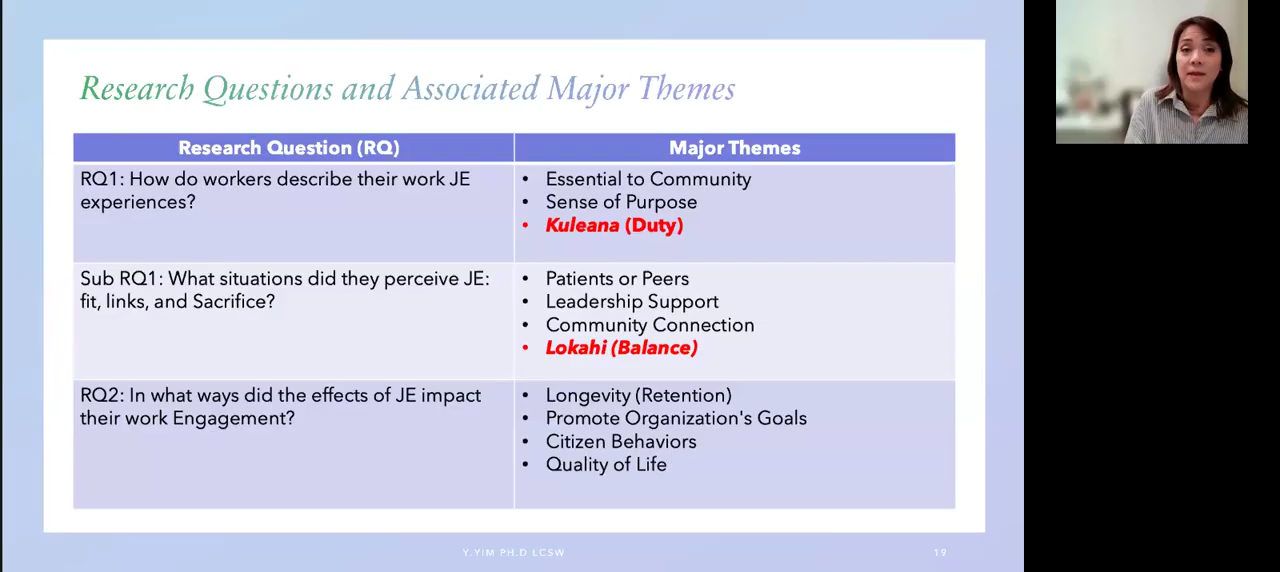 Research Questions and Associated Major Themes
Research Question (RQ)
Major Themes
RQ1: How do workers describe their work JE
experiences?
• Essential to Community
• Sense of Purpose
• Kuleana (Duty)
Sub RQ1: What situations did they perceive JE:
fit, links, and Sacrifice?
• Patients or Peers
• Leadership Support
• Community Connection
• Lokahi (Balance)
RQ2: In what ways did the effects of JE impact
their work Engagement?
• Longevity (Retention)
• Promote Organization's Goals
• Citizen Behaviors
• Quality of Life
Y.YIM PH.D LCSW
19